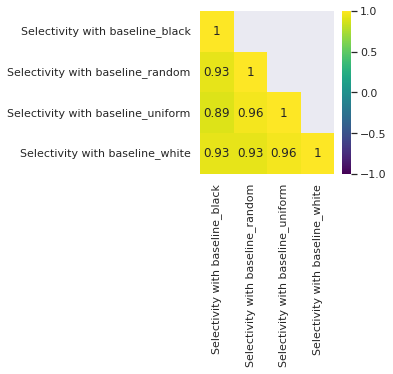 Selectivity with baseline_black
1
Selectivity with baseline_random
0.93 1
Selectivity with baseline_uniform
0.89 0.96 1
Selectivity with baseline_white
0.93 0.93 0.96 1
Selectivity with baseline_black
Selectivity with baseline_random
Selectivity with baseline_uniform
Selectivity with baseline_white
1.0
0.5
0.0
−0.5
−1.0